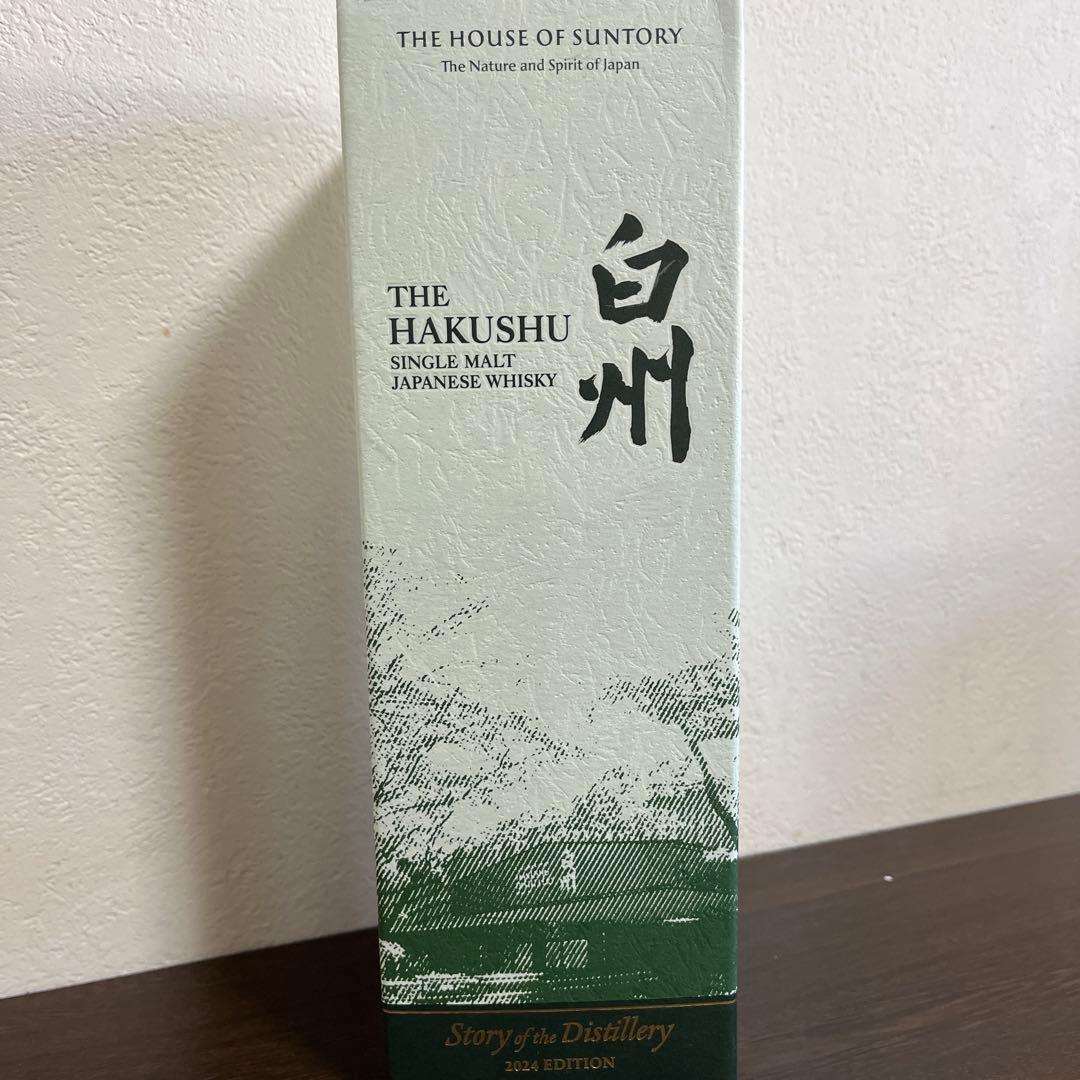 THE HOUSE OF SUNTORY
The Nature and Spirit of Japan
白州
THE
HAKUSHU
SINGLE MALT
JAPANESE WHISKY
Story of the Distillery
2024 EDITION